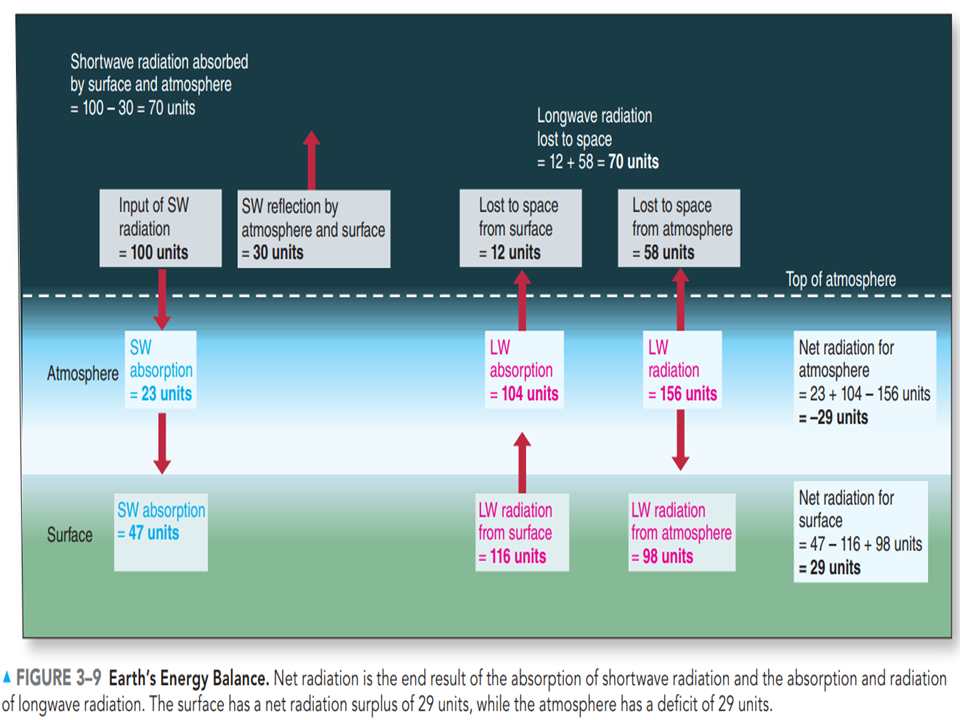 Shortwave radiation absorbed
by surface and atmosphere
= 100 – 30 = 70 units
Longwave radiation
lost to space
= 12 + 58 = 70 units
Input of SW
radiation
= 100 units
SW reflection by
atmosphere and surface
= 30 units
Lost to space
from surface
= 12 units
Lost to space
from atmosphere
= 58 units
Top of atmosphere
Atmosphere
SW
absorption
= 23 units
LW
absorption
= 104 units
LW
radiation
= 156 units
Net radiation for
atmosphere
= 23 + 104 – 156 units
= –29 units
Surface
SW absorption
= 47 units
LW radiation
from surface
= 116 units
LW radiation
from atmosphere
= 98 units
Net radiation for
surface
= 47 – 116 + 98 units
= 29 units
▲ FIGURE 3–9 Earth's Energy Balance. Net radiation is the end result of the absorption of shortwave radiation and the absorption and radiation
of longwave radiation. The surface has a net radiation surplus of 29 units, while the atmosphere has a deficit of 29 units.